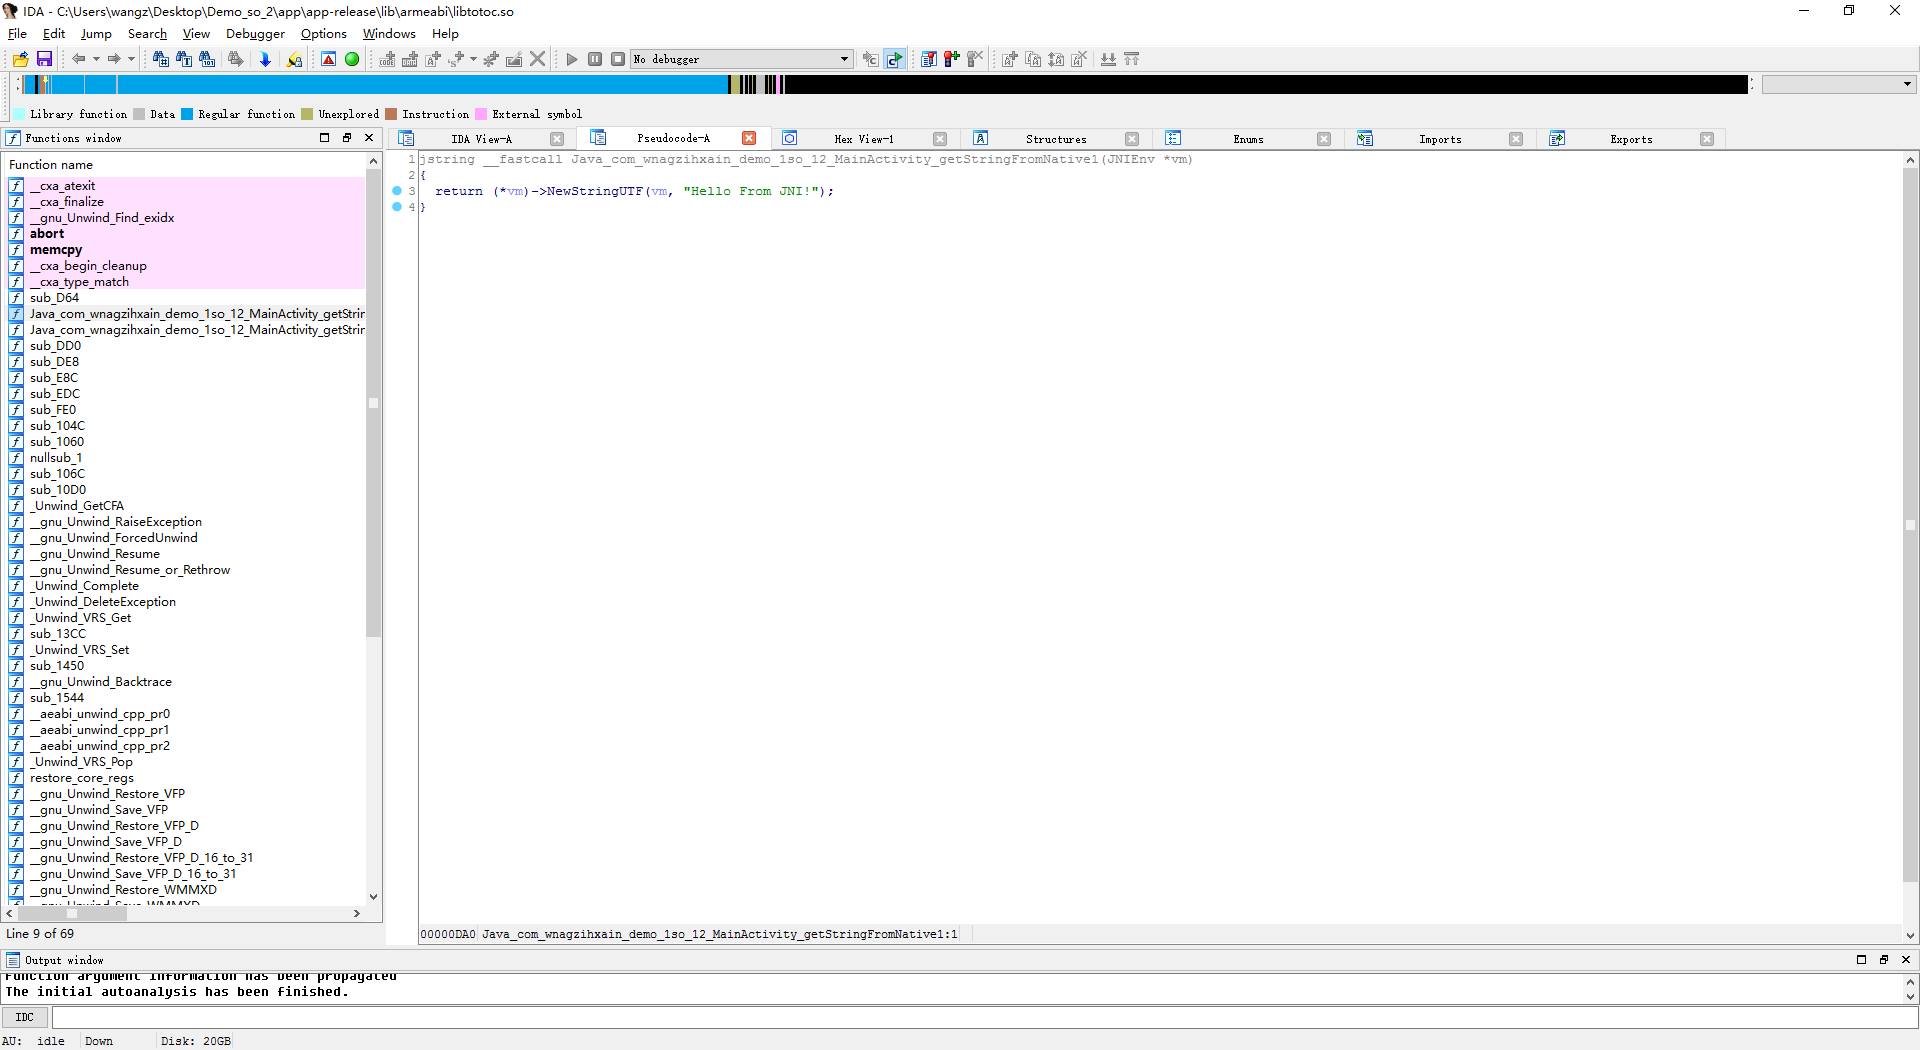 IDA - C:\Users\wangz\Desktop\Demo_so_2\app\app-release\lib\armeabi\libtotoc.so
File Edit Jump Search View Debugger Options Windows Help
No debugger
Library function Data Regular function Unexplored Instruction External symbol
Functions window
IDA View-A Pseudocode-A Hex View-1 Structures Enums Imports Exports
Function name
__cxa_atexit
__cxa_finalize
__gnu_Unwind_Find_exidx
abort
memcpy
__cxa_begin_cleanup
__cxa_type_match
sub_D64
Java_com_wnagzihxain_demo_1so_12_MainActivity_getStrin
Java_com_wnagzihxain_demo_1so_12_MainActivity_getStrin
sub_DD0
sub_DE8
sub_E8C
sub_EDC
sub_FE0
sub_104C
sub_1060
nullsub_1
sub_106C
sub_10D0
_Unwind_GetCFA
__gnu_Unwind_RaiseException
__gnu_Unwind_ForcedUnwind
__gnu_Unwind_Resume
__gnu_Unwind_Resume_or_Rethrow
_Unwind_Complete
_Unwind_DeleteException
_Unwind_VRS_Get
sub_13CC
_Unwind_VRS_Set
sub_1450
__gnu_Unwind_Backtrace
sub_1544
__aeabi_unwind_cpp_pr0
__aeabi_unwind_cpp_pr1
__aeabi_unwind_cpp_pr2
_Unwind_VRS_Pop
restore_core_regs
__gnu_Unwind_Restore_VFP
__gnu_Unwind_Save_VFP
__gnu_Unwind_Restore_VFP_D
__gnu_Unwind_Save_VFP_D
__gnu_Unwind_Restore_VFP_D_16_to_31
__gnu_Unwind_Save_VFP_D_16_to_31
__gnu_Unwind_Restore_WMMXD
__gnu_Unwind_Save_WMMXD
Line 9 of 69
1 jstring __fastcall Java_com_wnagzihxain_demo_1so_12_MainActivity_getStringFromNative1(JNIEnv *vm)
2 {
3 return (*vm)->NewStringUTF(vm, "Hello From JNI!");
4 }
00000DA0 Java_com_wnagzihxain_demo_1so_12_MainActivity_getStringFromNative1:1
Output window
Function argument information has been propagated
The initial autoanalysis has been finished.
IDC
AU: idle Down Disk: 20GB